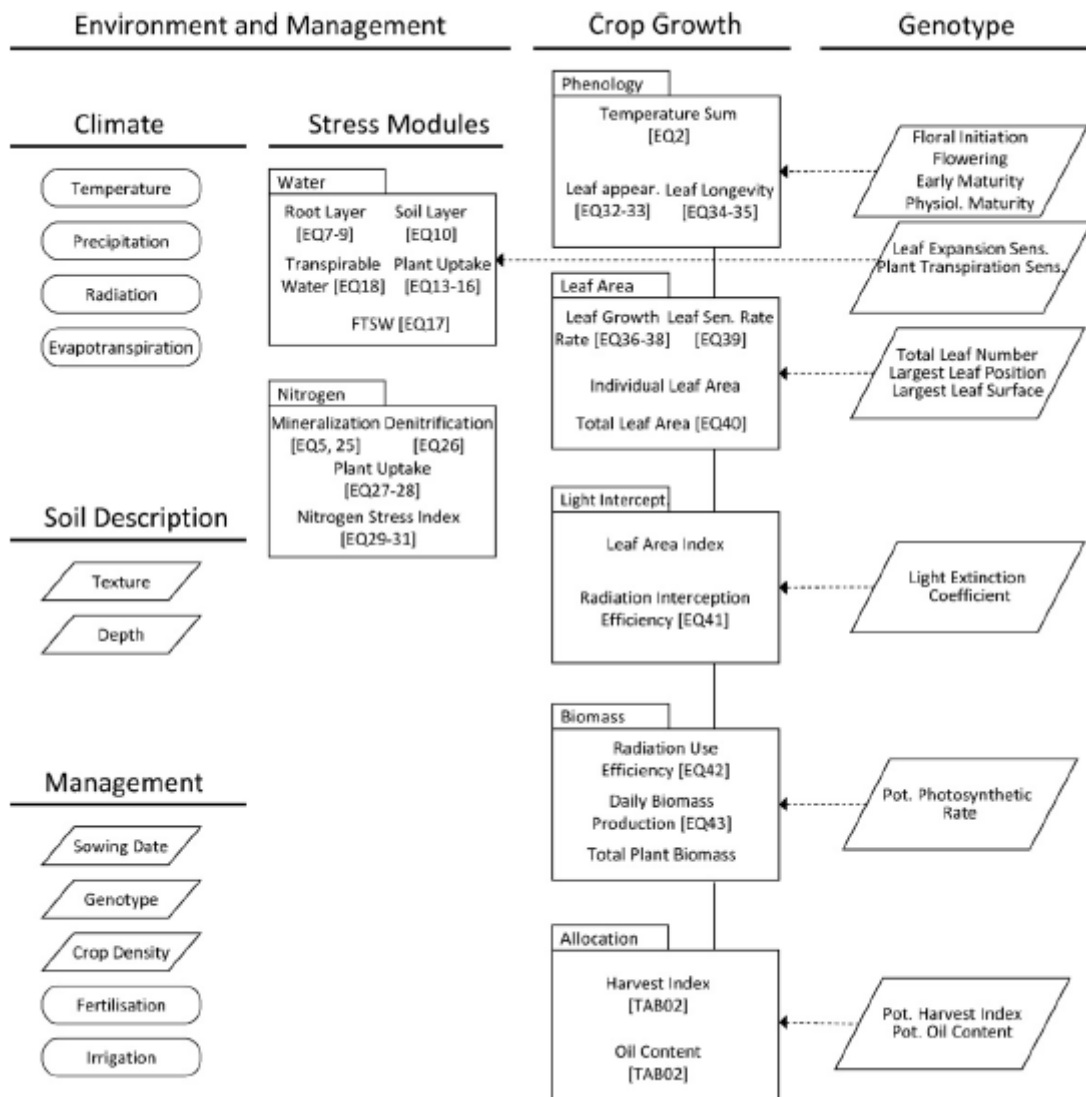 Environment and Management
Crop Growth
Genotype
Climate
Temperature
Precipitation
Radiation
Evapotranspiration
Soil Description
Texture
Depth
Management
Sowing Date
Genotype
Crop Density
Fertilisation
Irrigation
Stress Modules
Water
Root Layer
[EQ7-9]
Soil Layer
[EQ10]
Transpirable
Water [EQ18]
Plant Uptake
[EQ13-16]
FTSW [EQ17]
Nitrogen
Mineralization
[EQ5, 25]
Denitrification
[EQ26]
Plant Uptake
[EQ27-28]
Nitrogen Stress Index
[EQ29-31]
Phenology
Temperature Sum
[EQ2]
Leaf appear.
[EQ32-33]
Leaf Longevity
[EQ34-35]
Leaf Area
Leaf Growth
Rate [EQ36-38]
Leaf Sen. Rate
[EQ39]
Individual Leaf Area
Total Leaf Area [EQ40]
Light Intercept.
Leaf Area Index
Radiation Interception
Efficiency [EQ41]
Biomass
Radiation Use
Efficiency [EQ42]
Daily Biomass
Production [EQ43]
Total Plant Biomass
Allocation
Harvest Index
[TAB02]
Oil Content
[TAB02]
Floral Initiation
Flowering
Early Maturity
Physiol. Maturity
Leaf Expansion Sens.
Plant Transpiration Sens.
Total Leaf Number
Largest Leaf Position
Largest Leaf Surface
Light Extinction
Coefficient
Pot. Photosynthetic
Rate
Pot. Harvest Index
Pot. Oil Content